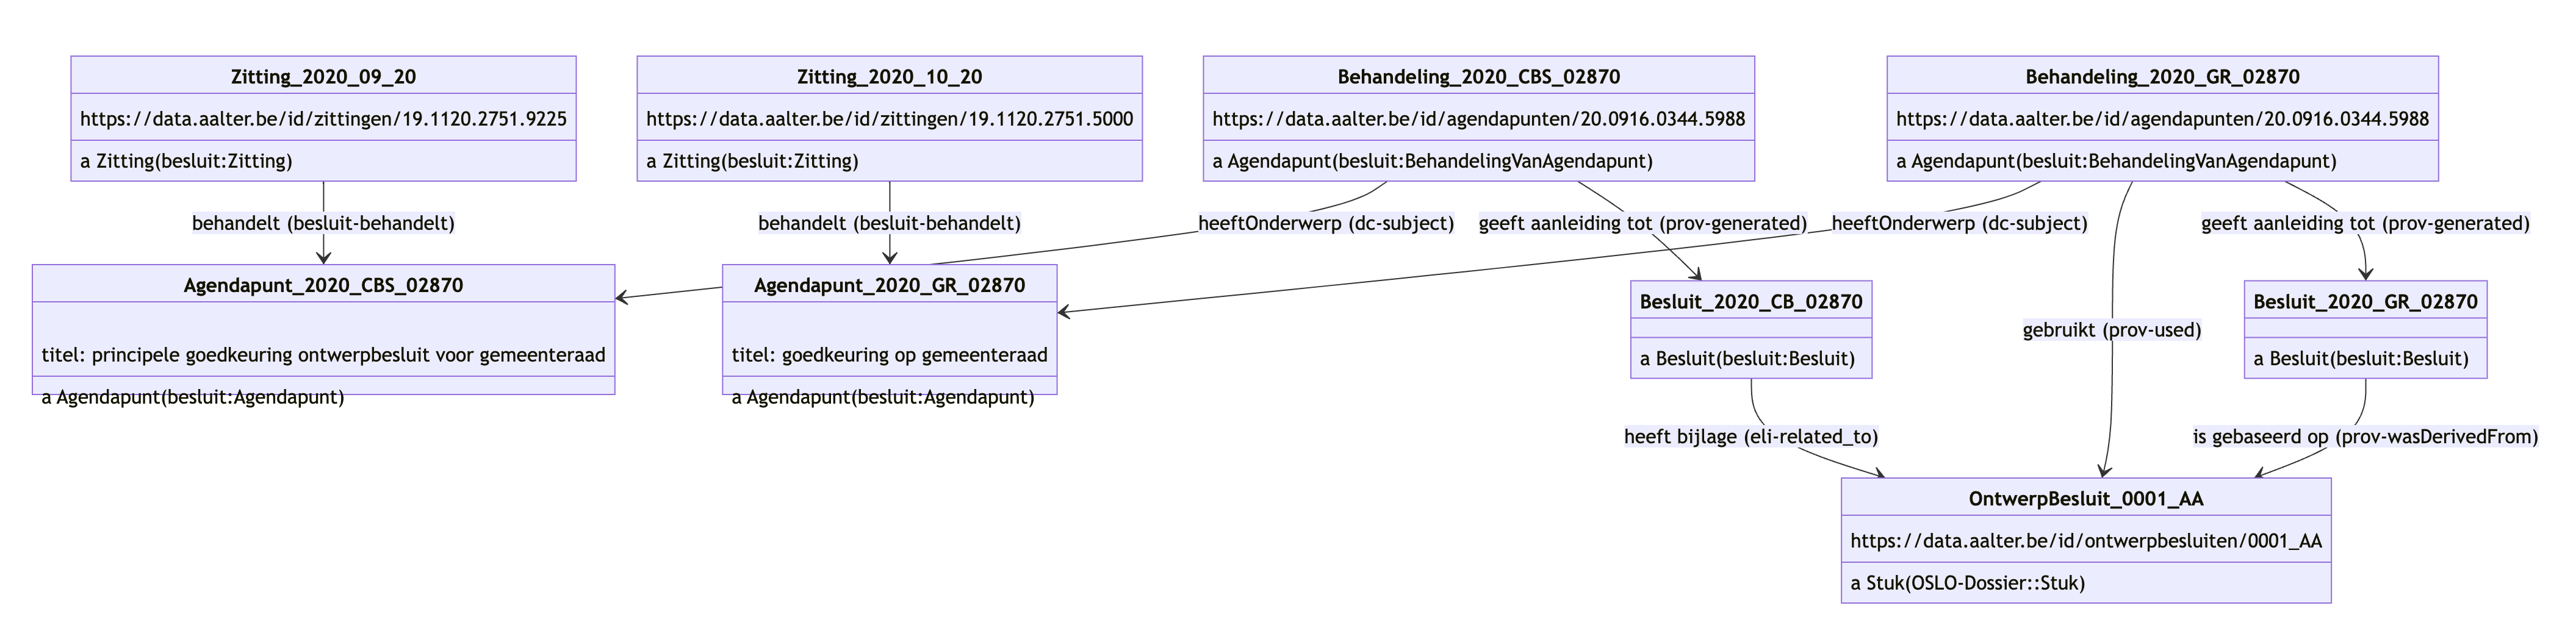 Zitting_2020_09_20
https://data.aalter.be/id/zittingen/19.1120.2751.9225
a Zitting(besluit:Zitting)
Zitting_2020_10_20
https://data.aalter.be/id/zittingen/19.1120.2751.5000
a Zitting(besluit:Zitting)
Behandeling_2020_CBS_02870
https://data.aalter.be/id/agendapunten/20.0916.0344.5988
a Agendapunt(besluit:BehandelingVanAgendapunt)
Behandeling_2020_GR_02870
https://data.aalter.be/id/agendapunten/20.0916.0344.5988
a Agendapunt(besluit:BehandelingVanAgendapunt)
behandelt (besluit-behandelt)
behandelt (besluit-behandelt)
heeftOnderwerp (dc-subject)
geeft aanleiding tot (prov-generated)
heeftOnderwerp (dc-subject)
geeft aanleiding tot (prov-generated)
Agendapunt_2020_CBS_02870
titel: principele goedkeuring ontwerpbesluit voor gemeenteraad
a Agendapunt(besluit:Agendapunt)
Agendapunt_2020_GR_02870
titel: goedkeuring op gemeenteraad
a Agendapunt(besluit:Agendapunt)
Besluit_2020_CB_02870
a Besluit(besluit:Besluit)
gebruikt (prov-used)
Besluit_2020_GR_02870
a Besluit(besluit:Besluit)
heeft bijlage (eli-related_to)
is gebaseerd op (prov-wasDerivedFrom)
OntwerpBesluit_0001_AA
https://data.aalter.be/id/ontwerpbesluiten/0001_AA
a Stuk(OSLO-Dossier::Stuk)